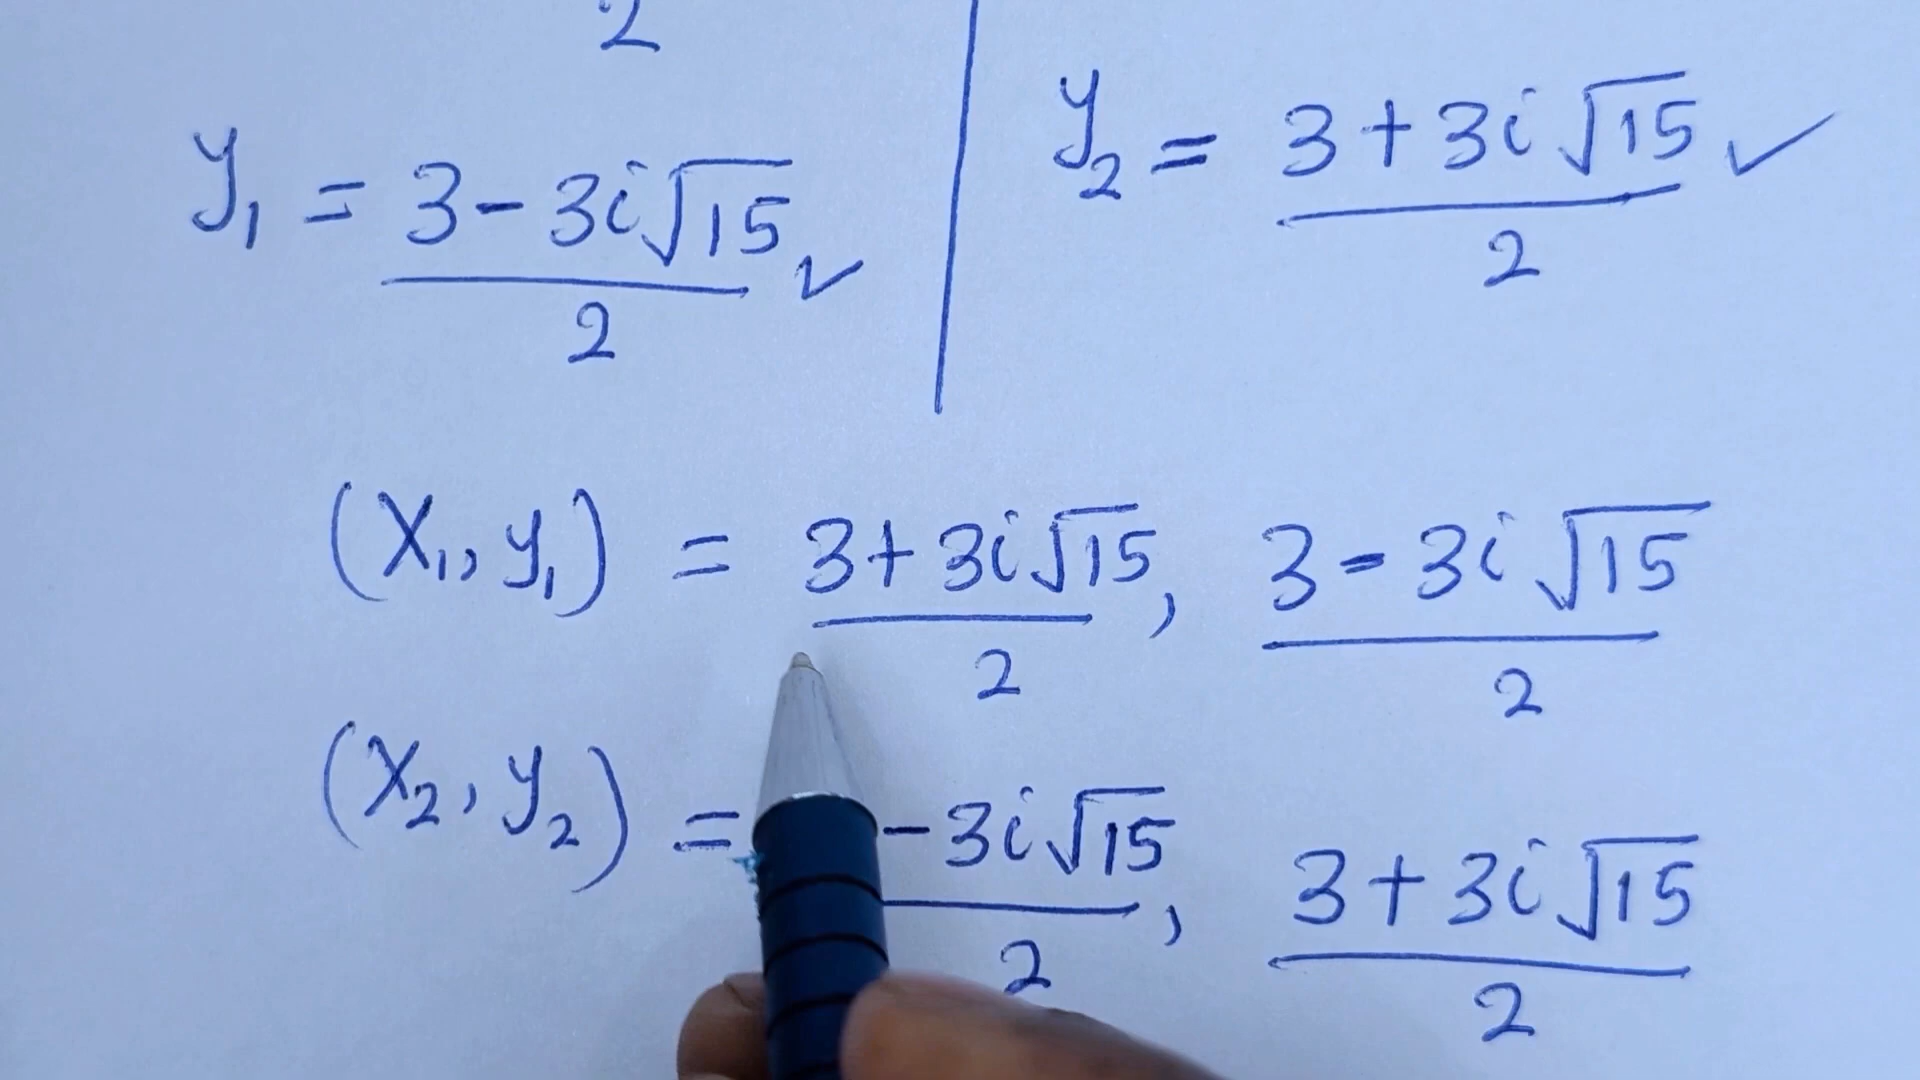 2
y₁ = 3 - 3i√15 / 2 ✓
y₂ = 3 + 3i√15 / 2 ✓
(x₁, y₁) = 3 + 3i√15 / 2, 3 - 3i√15 / 2
(x₂, y₂) = - 3i√15 / 2, 3 + 3i√15 / 2